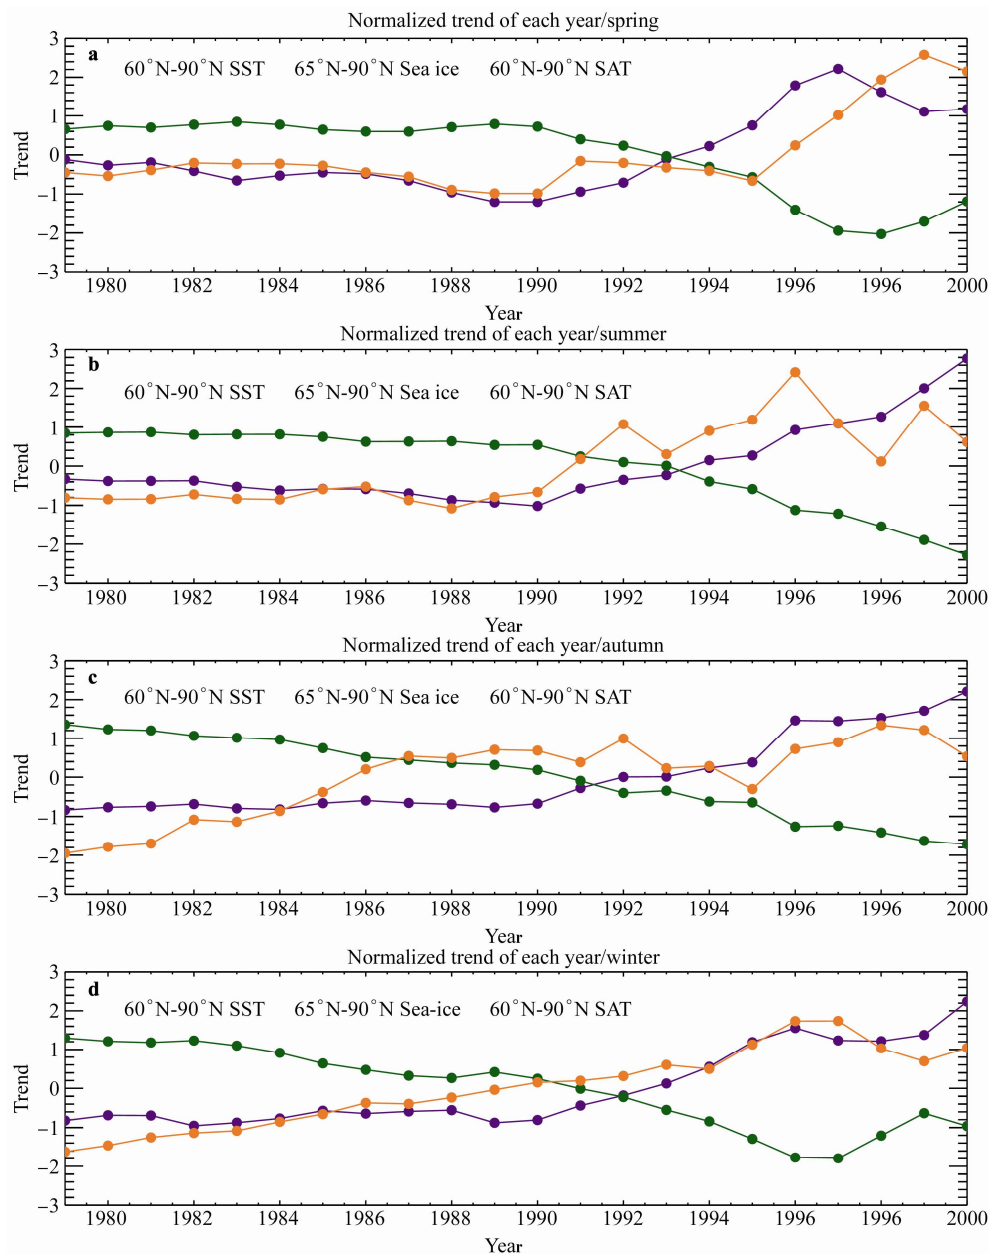 Normalized trend of each year/spring
a
60°N-90°N SST 65°N-90°N Sea ice 60°N-90°N SAT
Trend
3
2
1
0
−1
−2
−3
1980 1982 1984 1986 1988 1990 1992 1994 1996 1996 2000
Year
Normalized trend of each year/summer
b
60°N-90°N SST 65°N-90°N Sea ice 60°N-90°N SAT
Trend
3
2
1
0
−1
−2
−3
1980 1982 1984 1986 1988 1990 1992 1994 1996 1996 2000
Year
Normalized trend of each year/autumn
c
60°N-90°N SST 65°N-90°N Sea ice 60°N-90°N SAT
Trend
3
2
1
0
−1
−2
−3
1980 1982 1984 1986 1988 1990 1992 1994 1996 1996 2000
Year
Normalized trend of each year/winter
d
60°N-90°N SST 65°N-90°N Sea-ice 60°N-90°N SAT
Trend
3
2
1
0
−1
−2
−3
1980 1982 1984 1986 1988 1990 1992 1994 1996 1996 2000
Year